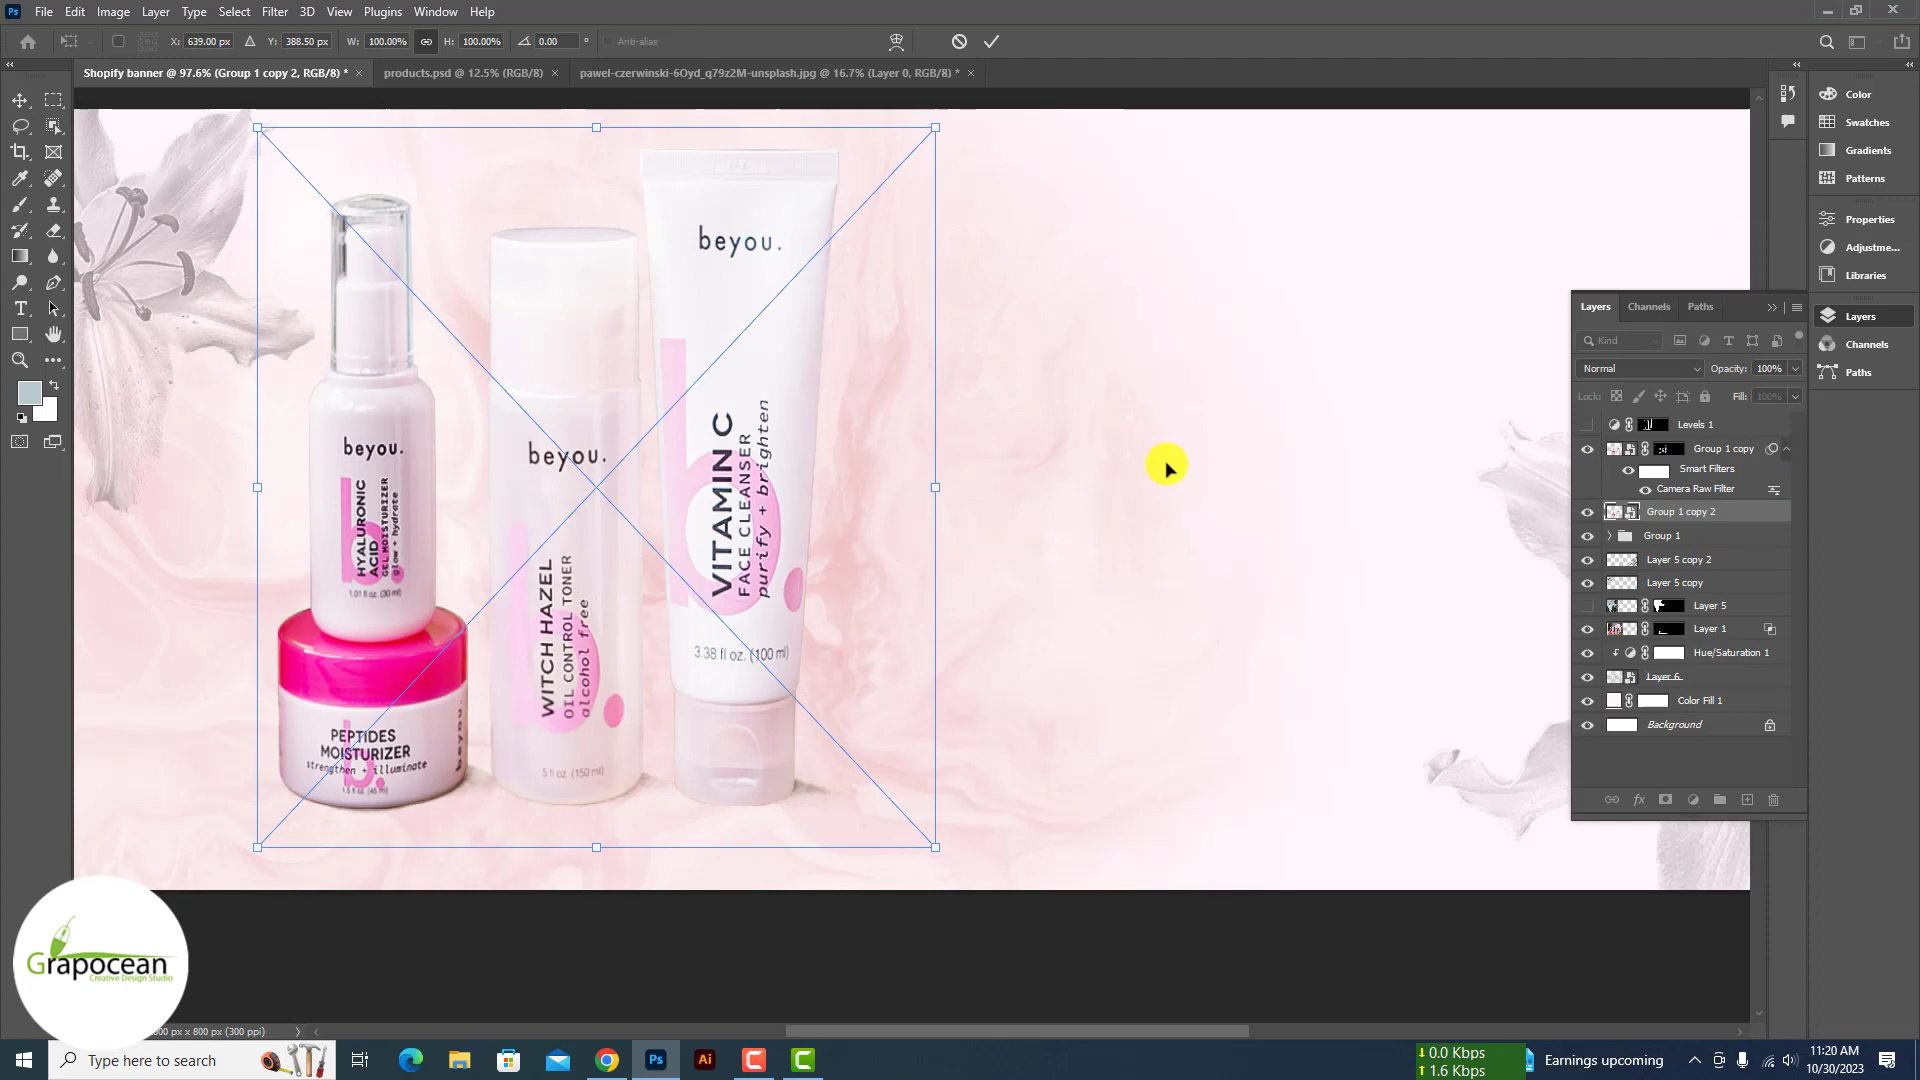 Ps File Edit Image Layer Type Select Filter 3D View Plugins Window Help
X: 639.00 px Y: 388.50 px W: 100.00% H: 100.00% 0.00 ° Anti-alias
Shopify banner @ 97.6% (Group 1 copy 2, RGB/8) * × products.psd @ 12.5% (RGB/8) × pawel-czerwinski-6Oyd_q79z2M-unsplash.jpg @ 16.7% (Layer 0, RGB/8) * ×
Color
Swatches
Gradients
Patterns
Properties
Adjustme...
Libraries
Layers
Channels
Paths
Layers Channels Paths
Kind
Normal Opacity: 100%
Lock: Fill: 100%
Levels 1
Group 1 copy
Smart Filters
Camera Raw Filter
Group 1 copy 2
Group 1
Layer 5 copy 2
Layer 5 copy
Layer 5
Layer 1
Hue/Saturation 1
Layer 6
Color Fill 1
Background
fx
beyou.
HYALURONIC
ACID
GEL MOISTURIZER
glow + hydrate
1.01 fl oz. (30 ml)
b.
PEPTIDES
MOISTURIZER
strengthen + illuminate
1.5 fl oz. (45 ml)
beyou.
beyou.
WITCH HAZEL
OIL CONTROL TONER
alcohol free
5 fl oz. (150 ml)
beyou.
b.
VITAMIN C
FACE CLEANSER
purify + brighten
3.38 fl oz. (100 ml)
Grapocean
Creative Design Studio
00 px x 800 px (300 ppi)
Type here to search
Ps Ai
0.0 Kbps
1.6 Kbps
Earnings upcoming
11:20 AM
10/30/2023